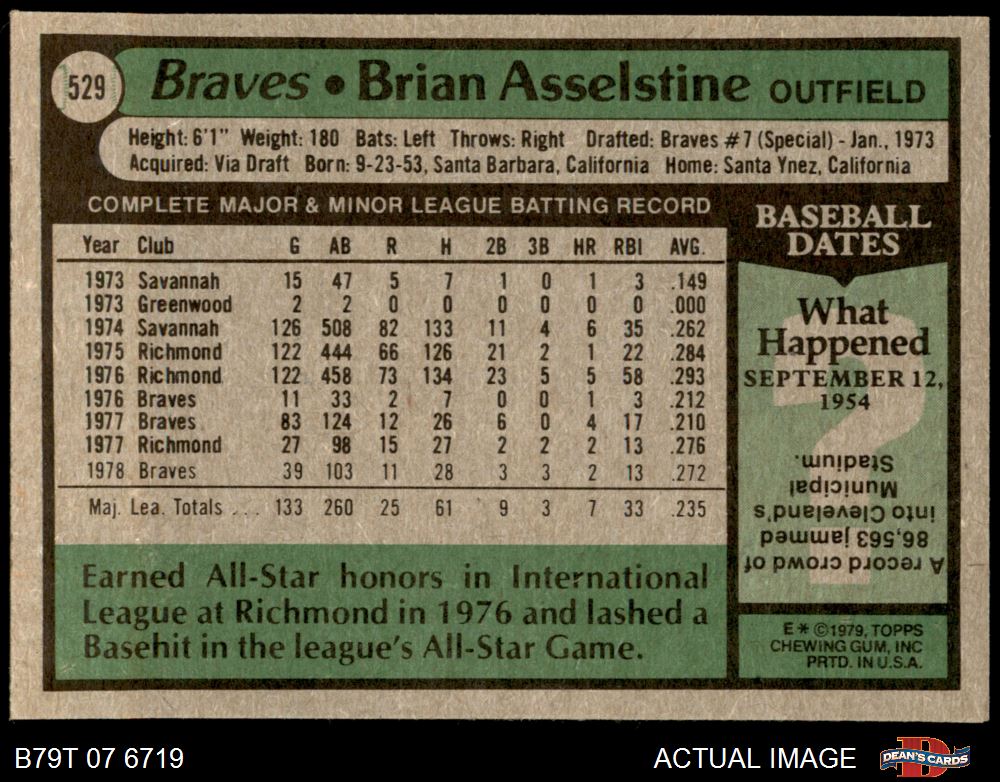 529
Braves • Brian Asselstine OUTFIELD
Height: 6'1" Weight: 180 Bats: Left Throws: Right Drafted: Braves #7 (Special) - Jan., 1973
Acquired: Via Draft Born: 9-23-53, Santa Barbara, California Home: Santa Ynez, California
COMPLETE MAJOR & MINOR LEAGUE BATTING RECORD
Year Club G AB R H 2B 3B HR RBI AVG.
1973 Savannah 15 47 5 7 1 0 1 3 .149
1973 Greenwood 2 2 0 0 0 0 0 0 .000
1974 Savannah 126 508 82 133 11 4 6 35 .262
1975 Richmond 122 444 66 126 21 2 1 22 .284
1976 Richmond 122 458 73 134 23 5 5 58 .293
1976 Braves 11 33 2 7 0 0 1 3 .212
1977 Braves 83 124 12 26 6 0 4 17 .210
1977 Richmond 27 98 15 27 2 2 2 13 .276
1978 Braves 39 103 11 28 3 3 2 13 .272
Maj. Lea. Totals ... 133 260 25 61 9 3 7 33 .235
Earned All-Star honors in International
League at Richmond in 1976 and lashed a
Basehit in the league's All-Star Game.
BASEBALL
DATES
What
Happened
SEPTEMBER 12,
1954
A record crowd of
86,563 jammed
into Cleveland's
Municipal
Stadium.
E * ©1979, TOPPS
CHEWING GUM, INC
PRTD. IN U.S.A.
B79T 07 6719
ACTUAL IMAGE
DEAN'S CARDS